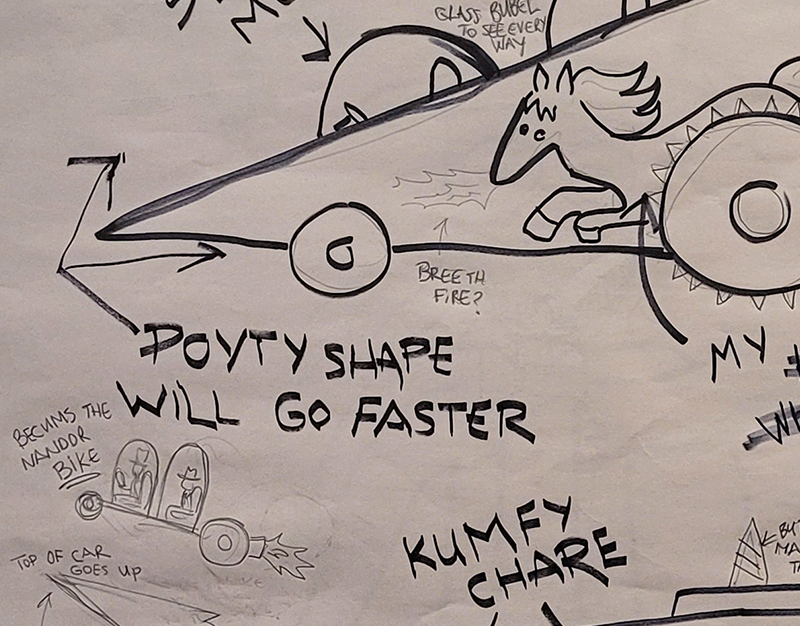 GLASS BUBEL
TO SEE EVERY
WAY
BREETH
FIRE?
POYTY SHAPE
WILL GO FASTER
MY
BECUMS THE
NANDOR
BIKE
TOP OF CAR
GOES UP
KUMFY
CHARE